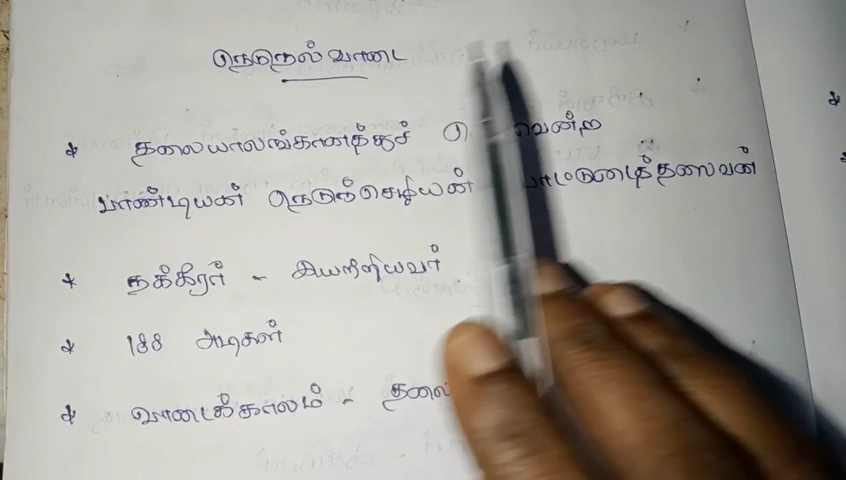 நெடுநல்வாடை
* தலையாலங்கானத்துச் வென்ற
பாண்டியன் நெடுஞ்செழியன் பாட்டுடைத்தலைவன்
* நக்கீரர் - இயற்றியவர்
* 188 அடிகள்
* வாடைக்காலம் -